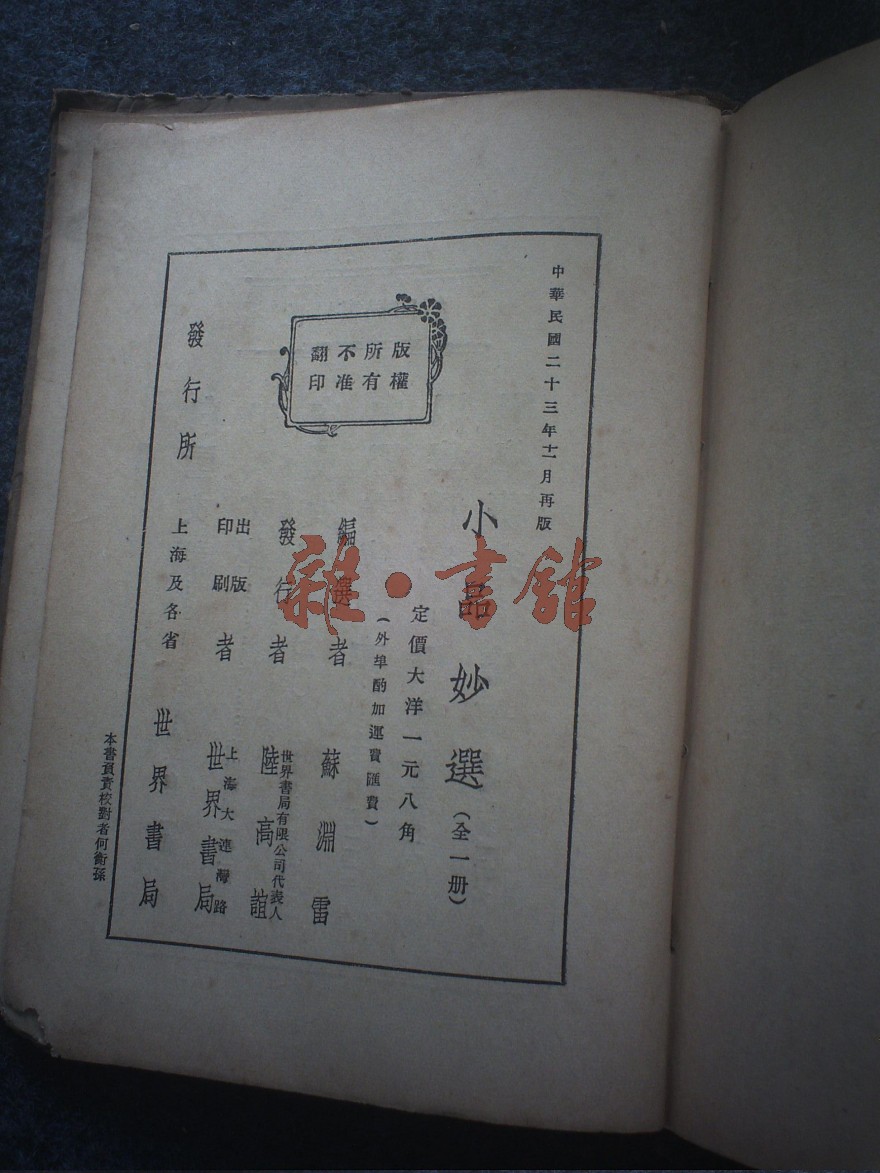 中華民國二十三年十一月再版
版權所有
不准翻印
小品妙選(全一册)
定價大洋一元八角
(外埠酌加運費匯費)
編選者 蘇淵雷
發行者 世界書局有限公司代表人 陸高誼
出版印刷者 上海大連灣路 世界書局
發行所 上海及各省 世界書局
本書負責校對者何衡孫
雜·書館